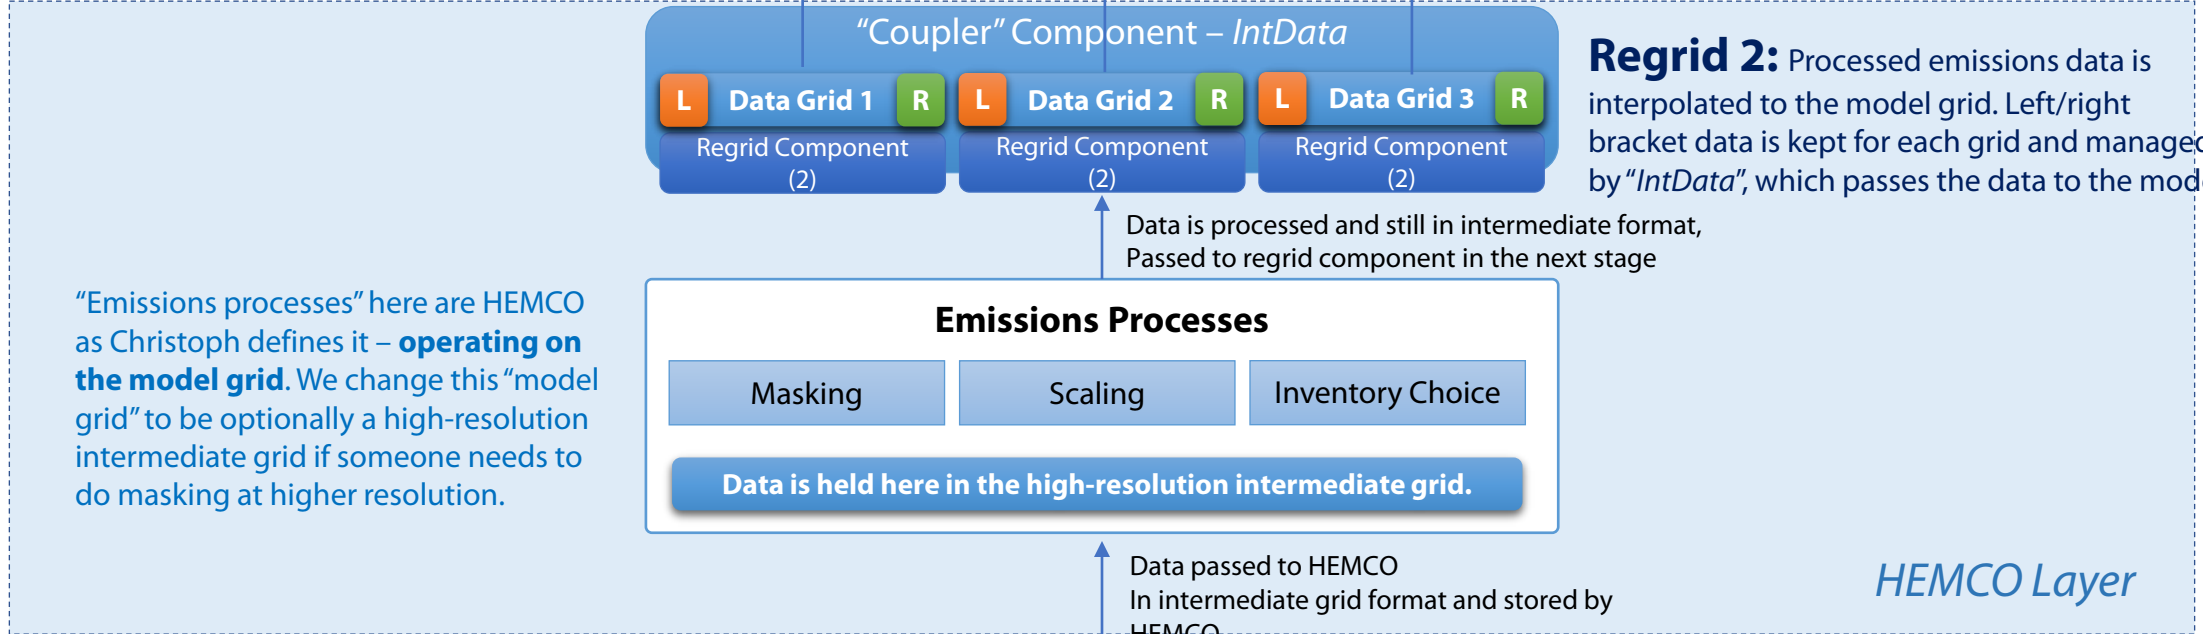 “Coupler” Component – IntData
L Data Grid 1 R L Data Grid 2 R L Data Grid 3 R
Regrid Component
(2)
Regrid Component
(2)
Regrid Component
(2)
Regrid 2: Processed emissions data is
interpolated to the model grid. Left/right
bracket data is kept for each grid and managed
by “IntData”, which passes the data to the
Data is processed and still in intermediate format,
Passed to regrid component in the next stage
“Emissions processes” here are HEMCO
as Christoph defines it – operating on
the model grid. We change this “model
grid” to be optionally a high-resolution
intermediate grid if someone needs to
do masking at higher resolution.
Emissions Processes
Masking
Scaling
Inventory Choice
Data is held here in the high-resolution intermediate grid.
Data passed to HEMCO
In intermediate grid format and stored by
HEMCO
HEMCO Layer